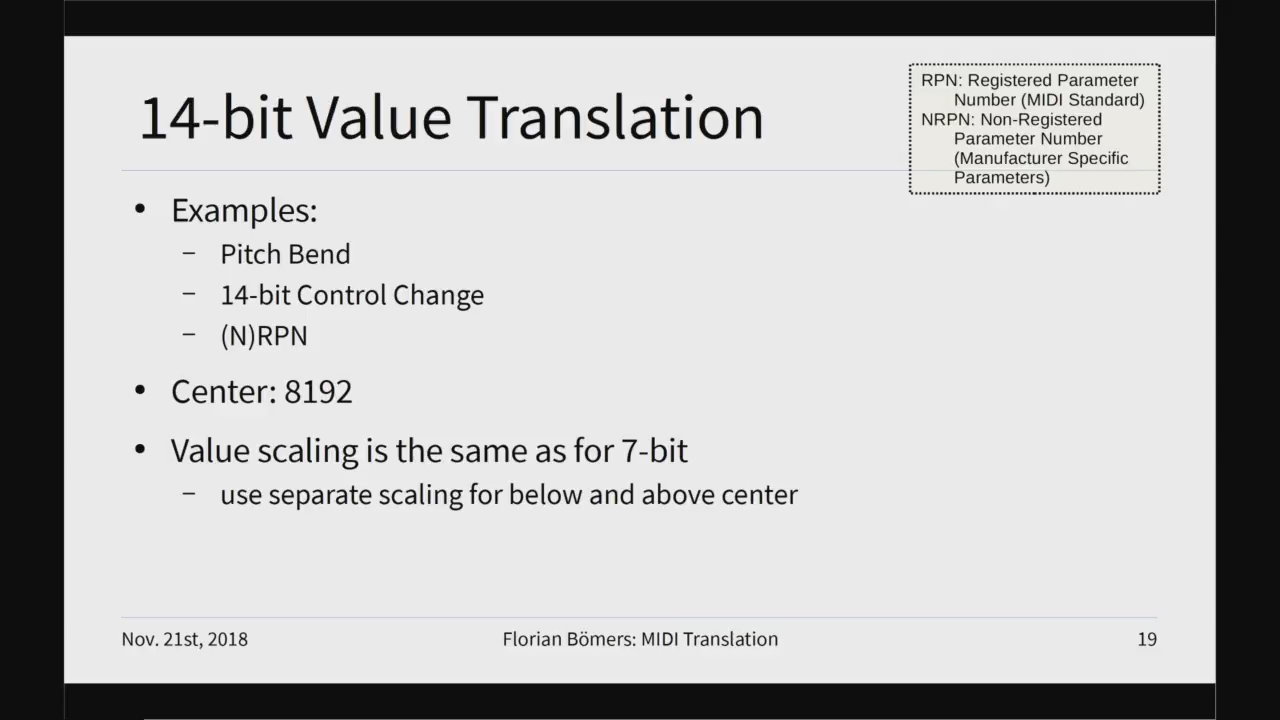 14-bit Value Translation
RPN: Registered Parameter
Number (MIDI Standard)
NRPN: Non-Registered
Parameter Number
(Manufacturer Specific
Parameters)
• Examples:
– Pitch Bend
– 14-bit Control Change
– (N)RPN
• Center: 8192
• Value scaling is the same as for 7-bit
– use separate scaling for below and above center
Nov. 21st, 2018
Florian Bömers: MIDI Translation
19